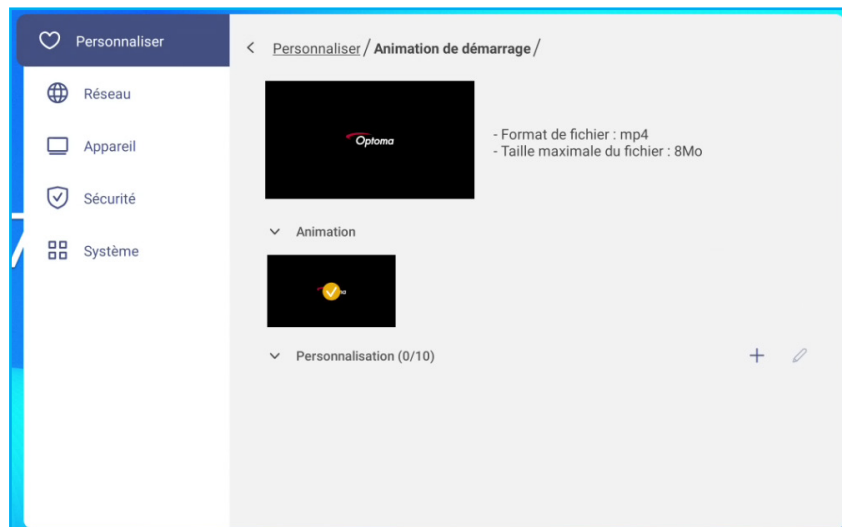 Personnaliser
Réseau
Appareil
Sécurité
Système
Personnaliser / Animation de démarrage /
Optoma
- Format de fichier : mp4
- Taille maximale du fichier : 8Mo
Animation
Personnalisation (0/10)